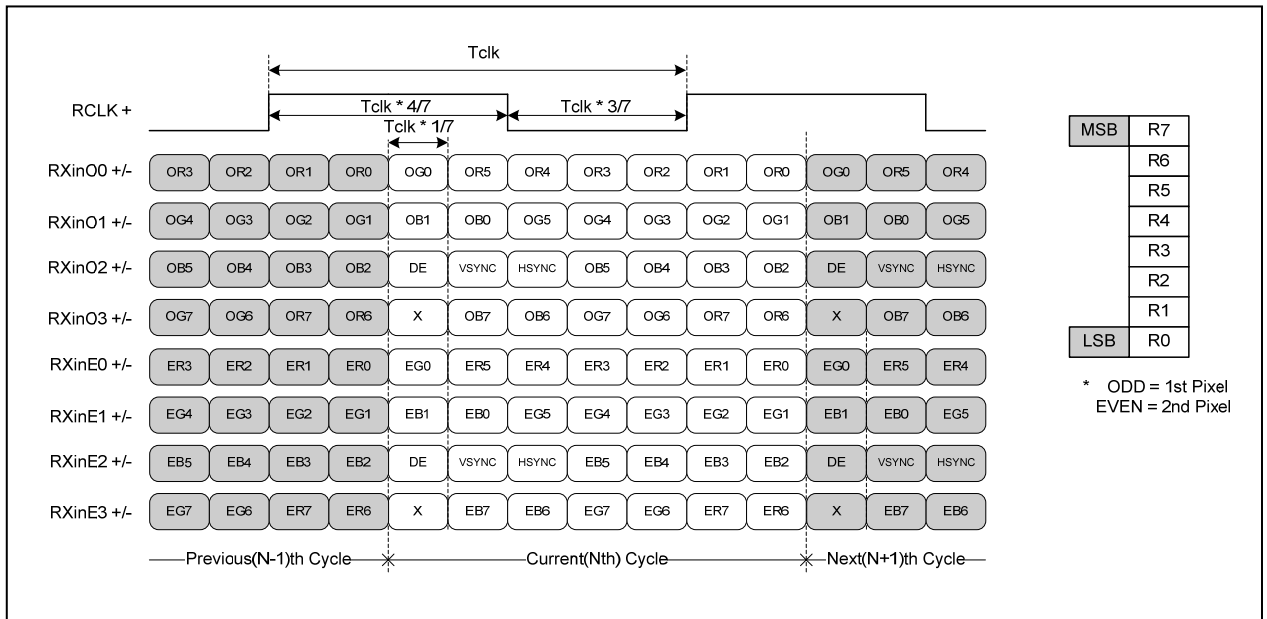 Tclk
RCLK +
Tclk * 4/7
Tclk * 3/7
Tclk * 1/7
RXinO0 +/- OR3 OR2 OR1 OR0 OG0 OR5 OR4 OR3 OR2 OR1 OR0 OG0 OR5 OR4
RXinO1 +/- OG4 OG3 OG2 OG1 OB1 OB0 OG5 OG4 OG3 OG2 OG1 OB1 OB0 OG5
RXinO2 +/- OB5 OB4 OB3 OB2 DE VSYNC HSYNC OB5 OB4 OB3 OB2 DE VSYNC HSYNC
RXinO3 +/- OG7 OG6 OR7 OR6 X OB7 OB6 OG7 OG6 OR7 OR6 X OB7 OB6
RXinE0 +/- ER3 ER2 ER1 ER0 EG0 ER5 ER4 ER3 ER2 ER1 ER0 EG0 ER5 ER4
RXinE1 +/- EG4 EG3 EG2 EG1 EB1 EB0 EG5 EG4 EG3 EG2 EG1 EB1 EB0 EG5
RXinE2 +/- EB5 EB4 EB3 EB2 DE VSYNC HSYNC EB5 EB4 EB3 EB2 DE VSYNC HSYNC
RXinE3 +/- EG7 EG6 ER7 ER6 X EB7 EB6 EG7 EG6 ER7 ER6 X EB7 EB6
Previous(N-1)th Cycle Current(Nth) Cycle Next(N+1)th Cycle
MSB R7
R6
R5
R4
R3
R2
R1
LSB R0
* ODD = 1st Pixel
EVEN = 2nd Pixel